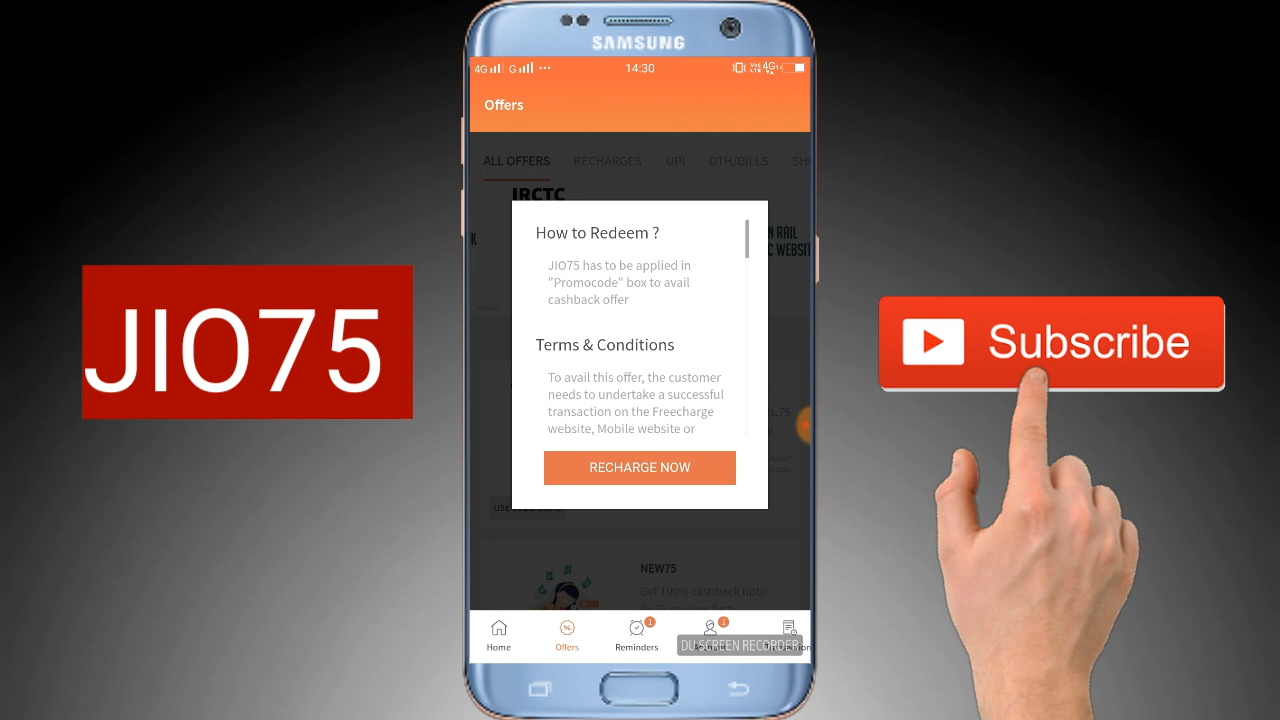 SAMSUNG
4G G 14:30 4G
Offers
ALL OFFERS RECHARGES UPI DTH/BILLS
IRCTC
How to Redeem ?
JIO75 has to be applied in
"Promocode" box to avail
cashback offer
Terms & Conditions
To avail this offer, the customer
needs to undertake a successful
transaction on the Freecharge
website, Mobile website or
RECHARGE NOW
NEW75
Get 100% cashback upto
Home Offers Reminders
1
1
DU SCREEN RECORDER
JIO75
Subscribe